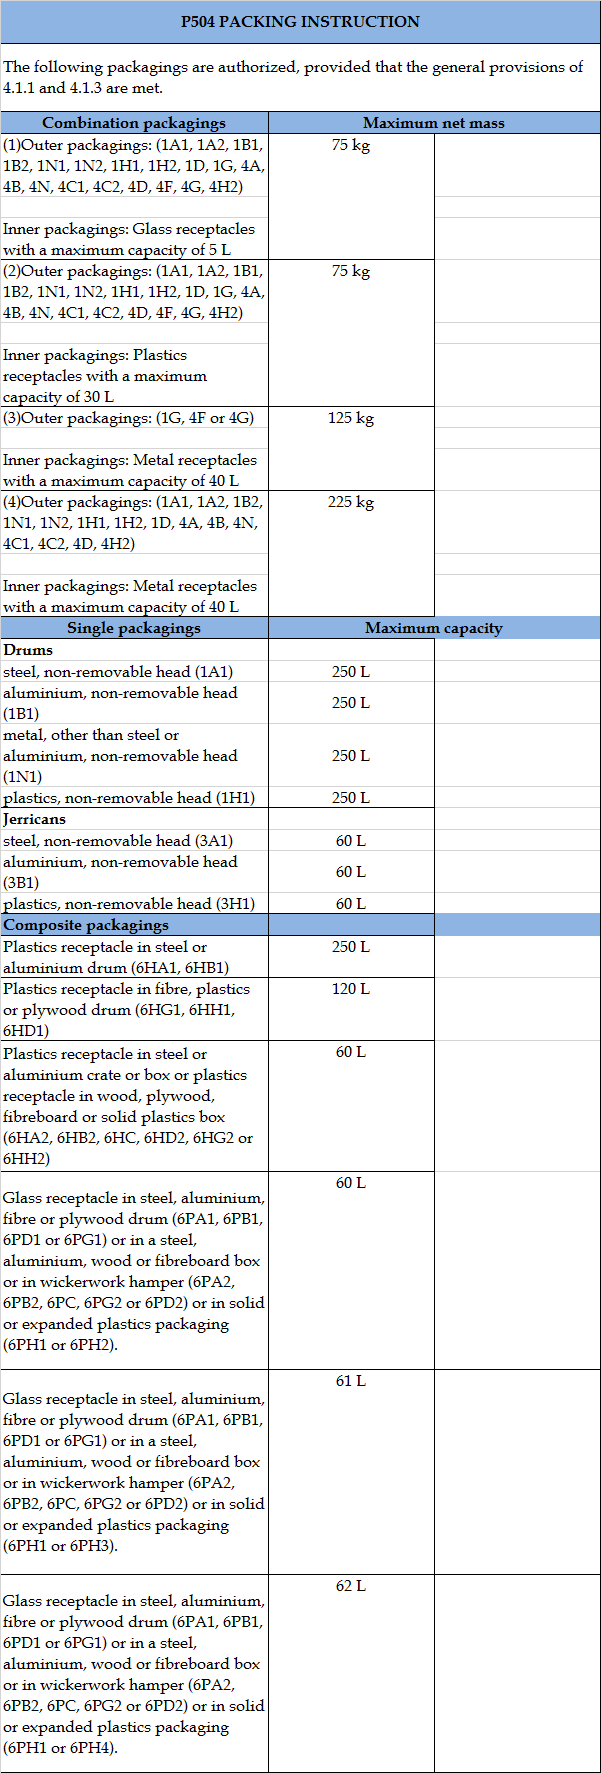 P504 PACKING INSTRUCTION
The following packagings are authorized, provided that the general provisions of
4.1.1 and 4.1.3 are met.
Combination packagings Maximum net mass
(1)Outer packagings: (1A1, 1A2, 1B1, 75 kg
1B2, 1N1, 1N2, 1H1, 1H2, 1D, 1G, 4A,
4B, 4N, 4C1, 4C2, 4D, 4F, 4G, 4H2)
Inner packagings: Glass receptacles
with a maximum capacity of 5 L
(2)Outer packagings: (1A1, 1A2, 1B1, 75 kg
1B2, 1N1, 1N2, 1H1, 1H2, 1D, 1G, 4A,
4B, 4N, 4C1, 4C2, 4D, 4F, 4G, 4H2)
Inner packagings: Plastics
receptacles with a maximum
capacity of 30 L
(3)Outer packagings: (1G, 4F or 4G) 125 kg
Inner packagings: Metal receptacles
with a maximum capacity of 40 L
(4)Outer packagings: (1A1, 1A2, 1B2, 225 kg
1N1, 1N2, 1H1, 1H2, 1D, 4A, 4B, 4N,
4C1, 4C2, 4D, 4H2)
Inner packagings: Metal receptacles
with a maximum capacity of 40 L
Single packagings Maximum capacity
Drums
steel, non-removable head (1A1) 250 L
aluminium, non-removable head
(1B1) 250 L
metal, other than steel or
aluminium, non-removable head 250 L
(1N1)
plastics, non-removable head (1H1) 250 L
Jerricans
steel, non-removable head (3A1) 60 L
aluminium, non-removable head
(3B1) 60 L
plastics, non-removable head (3H1) 60 L
Composite packagings
Plastics receptacle in steel or 250 L
aluminium drum (6HA1, 6HB1)
Plastics receptacle in fibre, plastics 120 L
or plywood drum (6HG1, 6HH1,
6HD1)
Plastics receptacle in steel or 60 L
aluminium crate or box or plastics
receptacle in wood, plywood,
fibreboard or solid plastics box
(6HA2, 6HB2, 6HC, 6HD2, 6HG2 or
6HH2)
60 L
Glass receptacle in steel, aluminium,
fibre or plywood drum (6PA1, 6PB1,
6PD1 or 6PG1) or in a steel,
aluminium, wood or fibreboard box
or in wickerwork hamper (6PA2,
6PB2, 6PC, 6PG2 or 6PD2) or in solid
or expanded plastics packaging
(6PH1 or 6PH2).
61 L
Glass receptacle in steel, aluminium,
fibre or plywood drum (6PA1, 6PB1,
6PD1 or 6PG1) or in a steel,
aluminium, wood or fibreboard box
or in wickerwork hamper (6PA2,
6PB2, 6PC, 6PG2 or 6PD2) or in solid
or expanded plastics packaging
(6PH1 or 6PH3).
62 L
Glass receptacle in steel, aluminium,
fibre or plywood drum (6PA1, 6PB1,
6PD1 or 6PG1) or in a steel,
aluminium, wood or fibreboard box
or in wickerwork hamper (6PA2,
6PB2, 6PC, 6PG2 or 6PD2) or in solid
or expanded plastics packaging
(6PH1 or 6PH4).